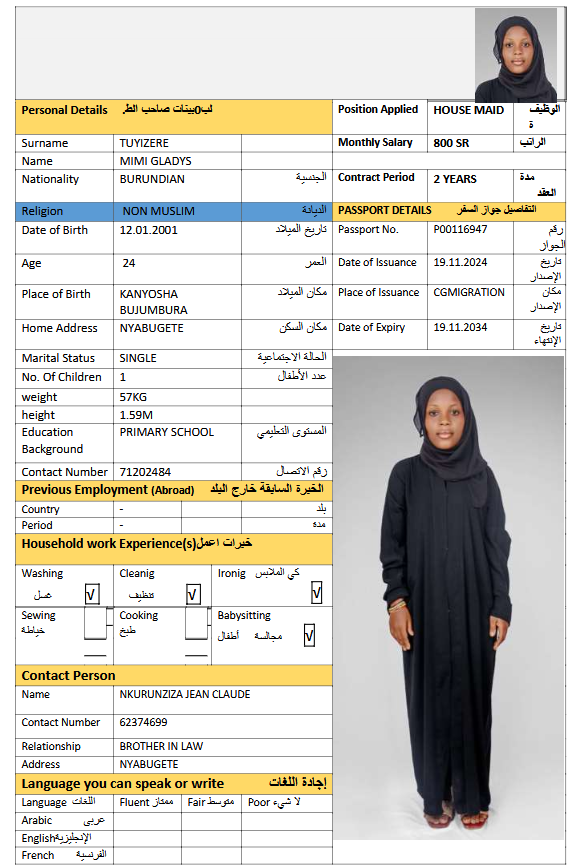 Personal Details لب0بينات صاحب الط.
Position Applied HOUSE MAID الوظيفة
Surname TUYIZERE
Monthly Salary 800 SR الراتب
Name MIMI GLADYS
Nationality BURUNDIAN الجنسية
Contract Period 2 YEARS مدة العقد
Religion NON MUSLIM الديانة
PASSPORT DETAILS التفاصيل جواز السفر
Date of Birth 12.01.2001 تاريخ الميلاد
Passport No. P00116947 رقم الجواز
Age 24 العمر
Date of Issuance 19.11.2024 تاريخ الإصدار
Place of Birth KANYOSHA BUJUMBURA مكان الميلاد
Place of Issuance CGMIGRATION مكان الإصدار
Home Address NYABUGETE مكان السكن
Date of Expiry 19.11.2034 تاريخ الإنتهاء
Marital Status SINGLE الحالة الاجتماعية
No. Of Children 1 عدد الأطفال
weight 57KG
height 1.59M
Education Background PRIMARY SCHOOL المستوى التعليمي
Contact Number 71202484 رقم الاتصال
Previous Employment (Abroad) الخبرة السابقة خارج البلد
Country - بلد
Period - مدة
Household work Experience(s) خبرات اعمل
Washing غسل √
Cleanig تنظيف √
Ironig كي الملابس √
Sewing خياطة
Cooking طبخ
Babysitting مجالسة أطفال √
Contact Person
Name NKURUNZIZA JEAN CLAUDE
Contact Number 62374699
Relationship BROTHER IN LAW
Address NYABUGETE
Language you can speak or write إجادة اللغات
Language اللغات Fluent ممتاز Fair متوسط Poor لا شيء
Arabic عربى
English الإنجليزية
French الفرنسية